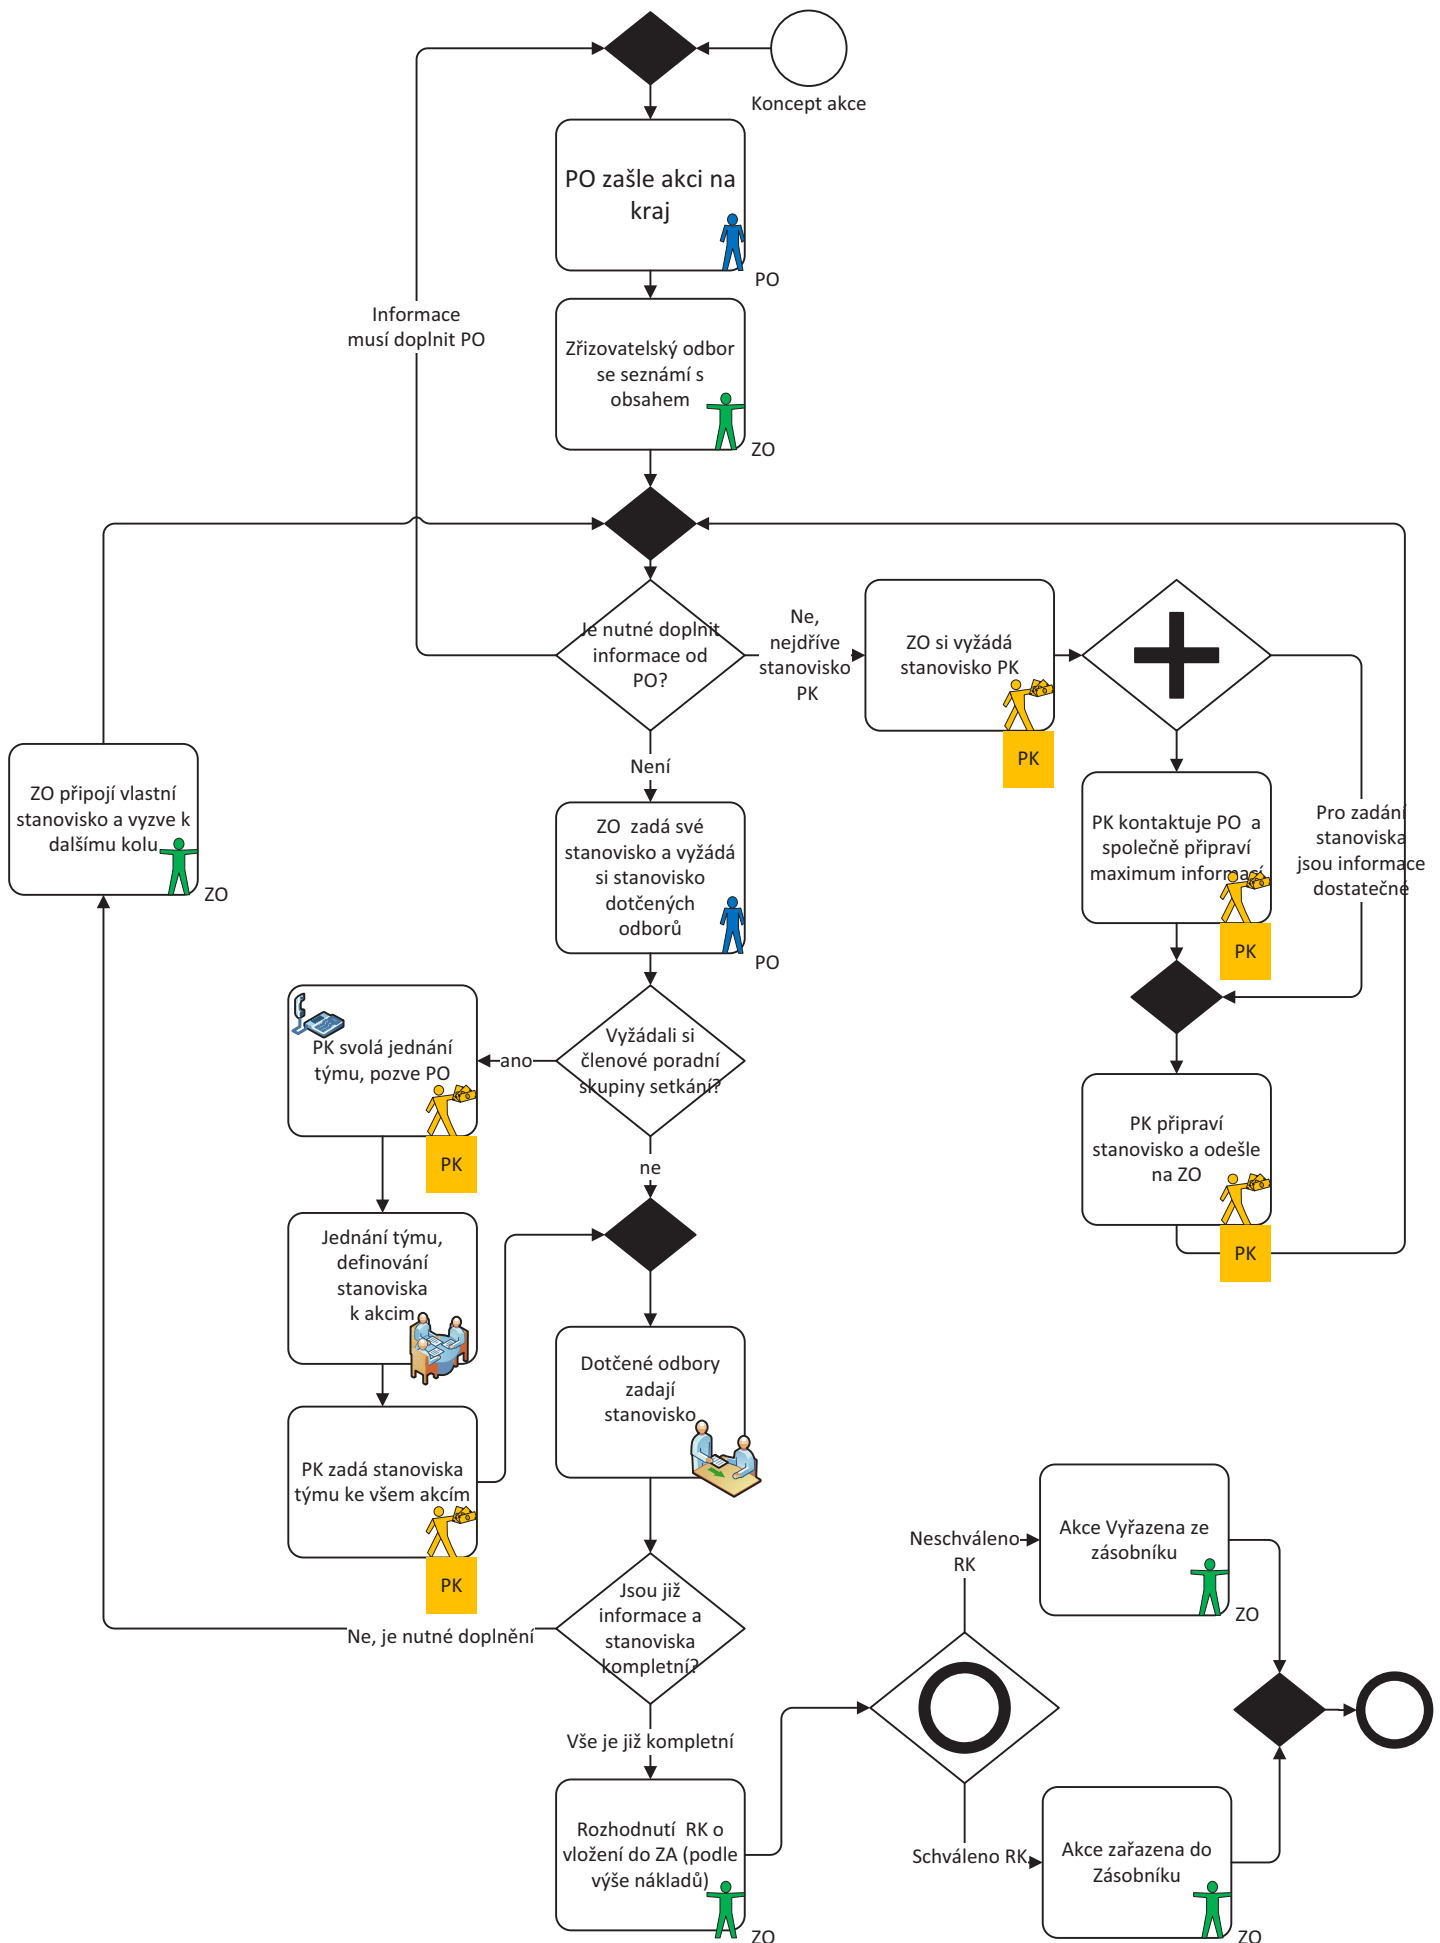 Koncept akce
PO zašle akci na
kraj
PO
Informace
musí doplnit PO
Zřizovatelský odbor
se seznámí s
obsahem
ZO
Je nutné doplnit
informace od
PO?
Ne,
nejdříve
stanovisko
PK
ZO si vyžádá
stanovisko PK
PK
Není
ZO připojí vlastní
stanovisko a vyzve k
dalšímu kolu
ZO
ZO  zadá své
stanovisko a vyžádá
si stanovisko
dotčených
odborů
PO
PK kontaktuje PO  a
společně připraví
maximum informací
PK
Pro zadání
stanoviska
jsou informace
dostatečné
PK svolá jednání
týmu, pozve PO
PK
ano
Vyžádali si
členové poradní
skupiny setkání?
ne
PK připraví
stanovisko a odešle
na ZO
PK
Jednání týmu,
definování
stanoviska
k akcim
Dotčené odbory
zadají
stanovisko
PK zadá stanoviska
týmu ke všem akcím
PK
Ne, je nutné doplnění
Jsou již
informace a
stanoviska
kompletní?
Neschváleno
RK
Akce Vyřazena ze
zásobníku
ZO
Vše je již kompletní
Rozhodnutí  RK o
vložení do ZA (podle
výše nákladů)
ZO
Schváleno RK
Akce zařazena do
Zásobníku
ZO